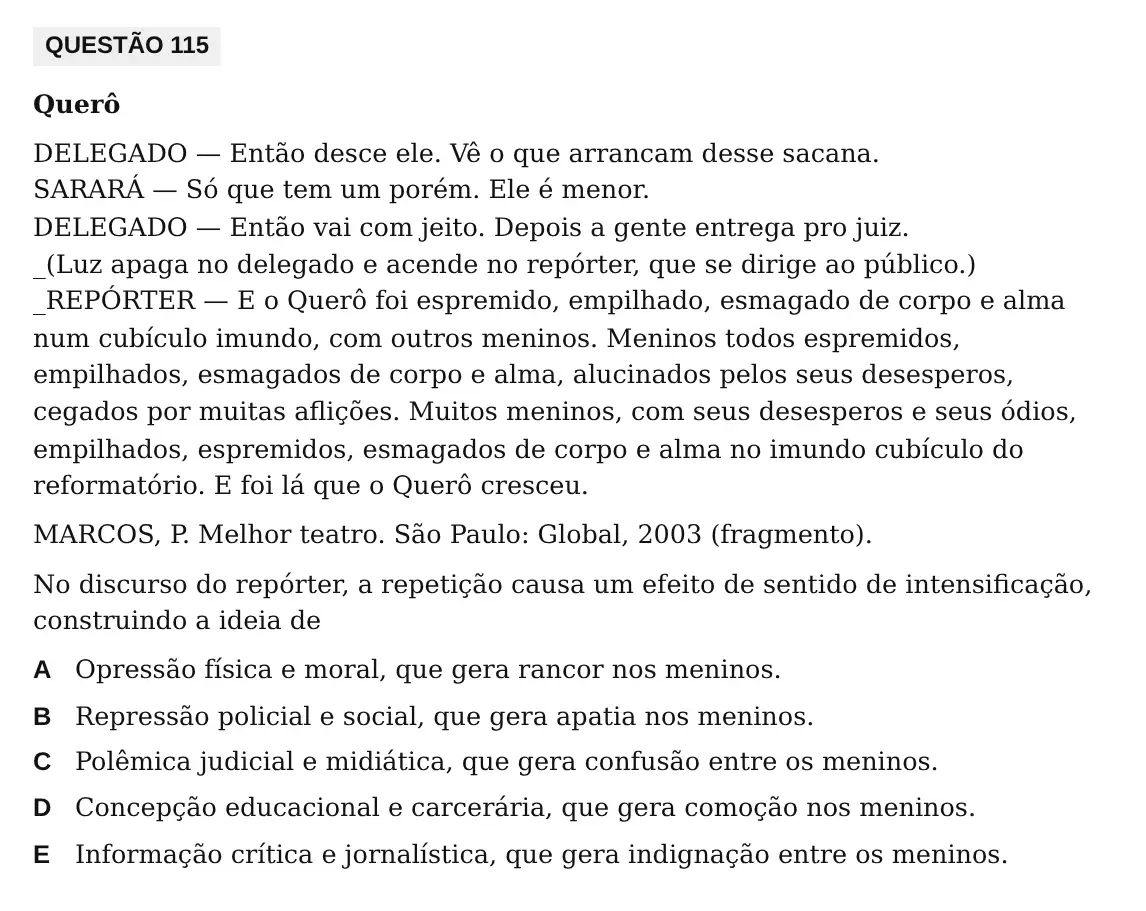 QUESTÃO 115
Querô
DELEGADO — Então desce ele. Vê o que arrancam desse sacana.
SARARÁ — Só que tem um porém. Ele é menor.
DELEGADO — Então vai com jeito. Depois a gente entrega pro juiz.
_(Luz apaga no delegado e acende no repórter, que se dirige ao público.)
_REPÓRTER — E o Querô foi espremido, empilhado, esmagado de corpo e alma
num cubículo imundo, com outros meninos. Meninos todos espremidos,
empilhados, esmagados de corpo e alma, alucinados pelos seus desesperos,
cegados por muitas aflições. Muitos meninos, com seus desesperos e seus ódios,
empilhados, espremidos, esmagados de corpo e alma no imundo cubículo do
reformatório. E foi lá que o Querô cresceu.
MARCOS, P. Melhor teatro. São Paulo: Global, 2003 (fragmento).
No discurso do repórter, a repetição causa um efeito de sentido de intensificação,
construindo a ideia de
A Opressão física e moral, que gera rancor nos meninos.
B Repressão policial e social, que gera apatia nos meninos.
C Polêmica judicial e midiática, que gera confusão entre os meninos.
D Concepção educacional e carcerária, que gera comoção nos meninos.
E Informação crítica e jornalística, que gera indignação entre os meninos.